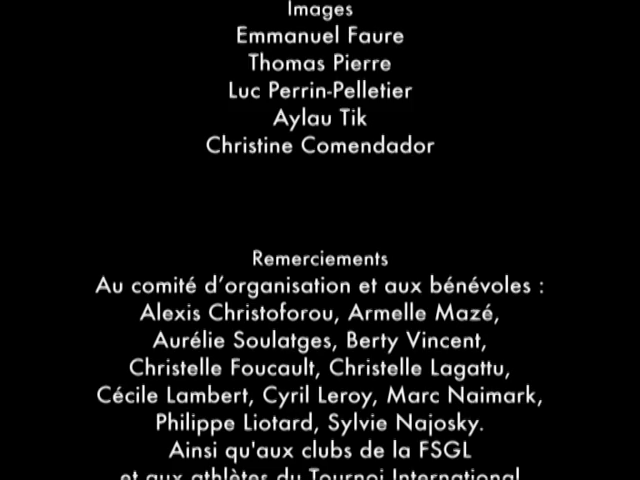 Images
Emmanuel Faure
Thomas Pierre
Luc Perrin-Pelletier
Aylau Tik
Christine Comendador
Remerciements
Au comité d'organisation et aux bénévoles :
Alexis Christoforou, Armelle Mazé,
Aurélie Soulatges, Berty Vincent,
Christelle Foucault, Christelle Lagattu,
Cécile Lambert, Cyril Leroy, Marc Naimark,
Philippe Liotard, Sylvie Najosky.
Ainsi qu'aux clubs de la FSGL
et aux athlètes du Tournoi International